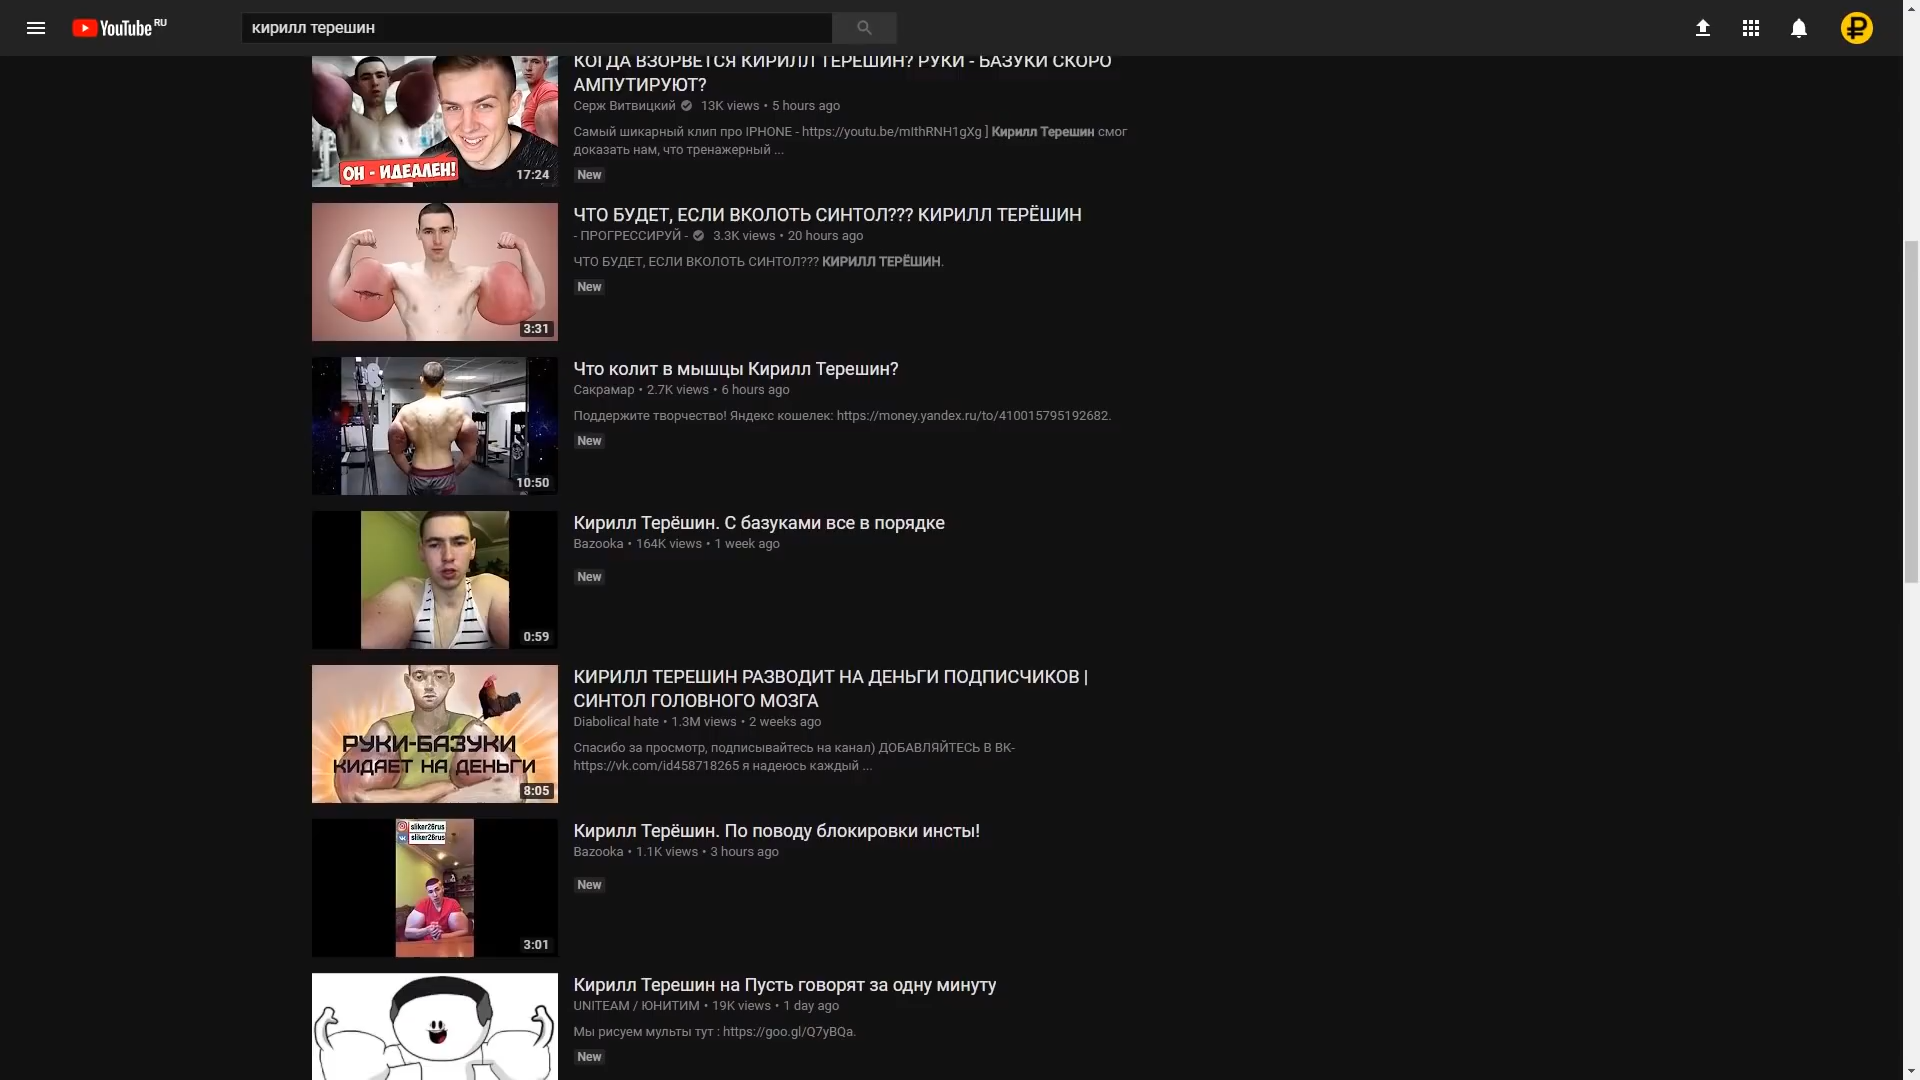 YouTube RU
кирилл терешин
КОГДА ВЗОРВЕТСЯ КИРИЛЛ ТЕРЕШИН? РУКИ - БАЗУКИ СКОРО
АМПУТИРУЮТ?
Серж Витвицкий 13K views • 5 hours ago
Самый шикарный клип про IPHONE - https://youtu.be/mIthRNH1gXg ] Кирилл Терешин смог
доказать нам, что тренажерный ...
ОН - ИДЕАЛЕН!
17:24
New
ЧТО БУДЕТ, ЕСЛИ ВКОЛОТЬ СИНТОЛ??? КИРИЛЛ ТЕРЁШИН
- ПРОГРЕССИРУЙ - 3.3K views • 20 hours ago
ЧТО БУДЕТ, ЕСЛИ ВКОЛОТЬ СИНТОЛ??? КИРИЛЛ ТЕРЁШИН.
New
3:31
Что колит в мышцы Кирилл Терешин?
Сакрамар • 2.7K views • 6 hours ago
Поддержите творчество! Яндекс кошелек: https://money.yandex.ru/to/410015795192682.
New
10:50
Кирилл Терёшин. С базуками все в порядке
Bazooka • 164K views • 1 week ago
New
0:59
КИРИЛЛ ТЕРЕШИН РАЗВОДИТ НА ДЕНЬГИ ПОДПИСЧИКОВ |
СИНТОЛ ГОЛОВНОГО МОЗГА
Diabolical hate • 1.3M views • 2 weeks ago
Спасибо за просмотр, подписывайтесь на канал) ДОБАВЛЯЙТЕСЬ В ВК-
https://vk.com/id458718265 я надеюсь каждый ...
РУКИ-БАЗУКИ
КИДАЕТ НА ДЕНЬГИ
8:05
sliker26rus
sliker26rus
Кирилл Терёшин. По поводу блокировки инсты!
Bazooka • 1.1K views • 3 hours ago
New
3:01
Кирилл Терешин на Пусть говорят за одну минуту
UNITEAM / ЮНИТИМ • 19K views • 1 day ago
Мы рисуем мульты тут : https://goo.gl/Q7yBQa.
New